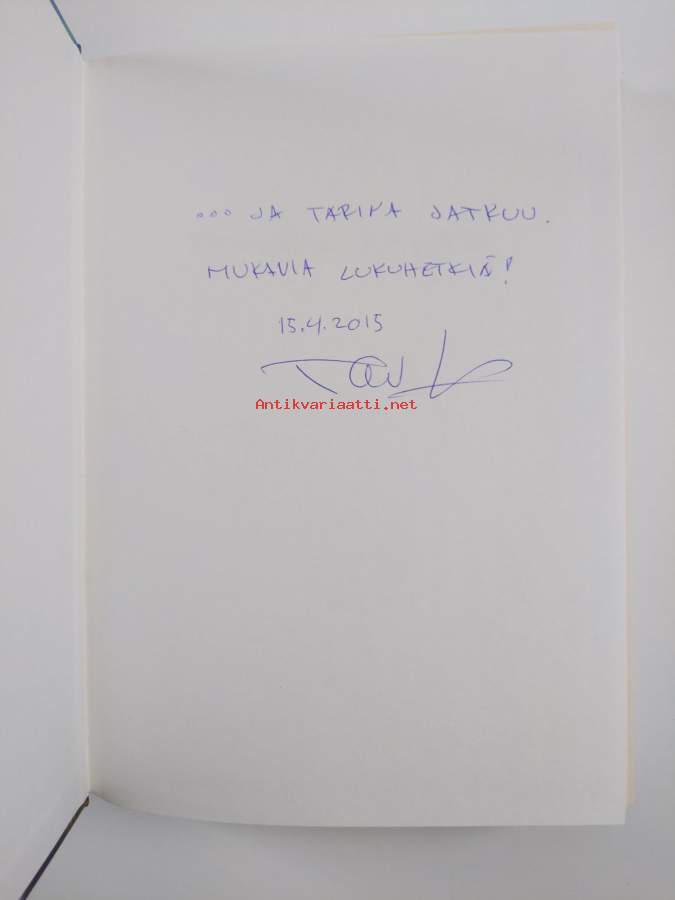 ... JA TARINA JATKUU.
MUKAVIA LUKUHETKIÄ!
15.4.2015
Antikvariaatti.net